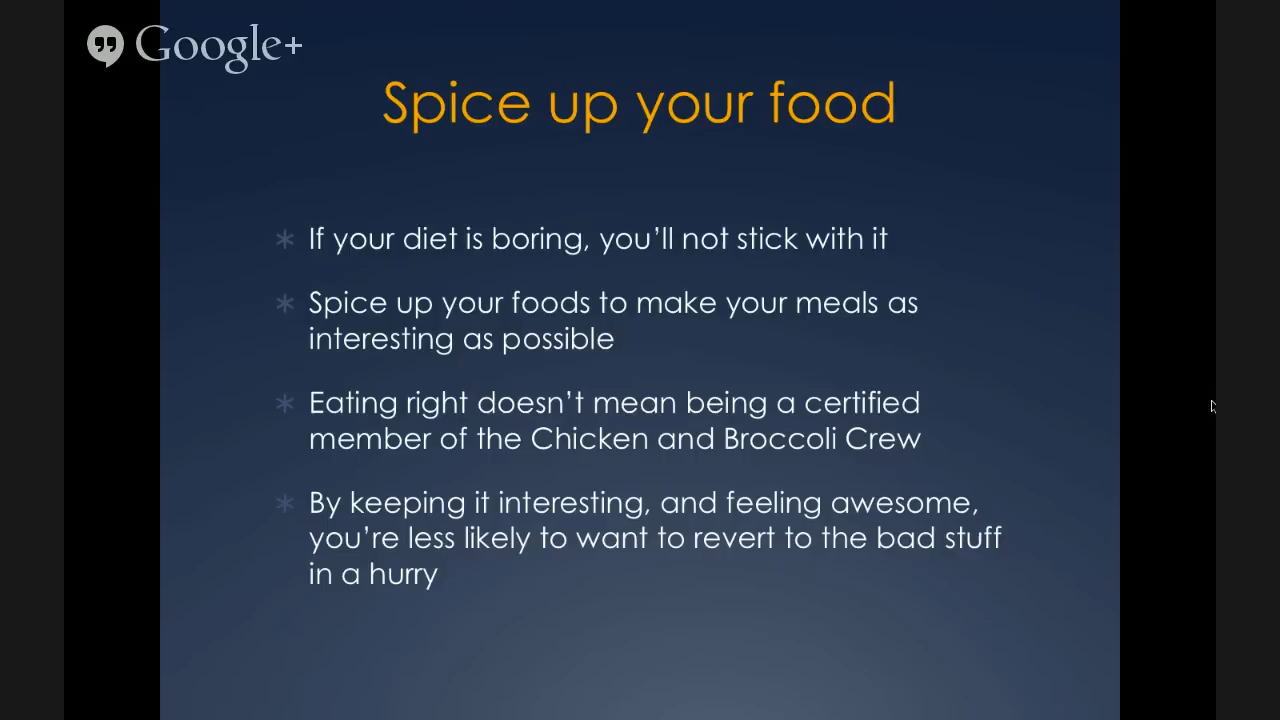 Google+
Spice up your food
If your diet is boring, you'll not stick with it
Spice up your foods to make your meals as
interesting as possible
Eating right doesn't mean being a certified
member of the Chicken and Broccoli Crew
By keeping it interesting, and feeling awesome,
you're less likely to want to revert to the bad stuff
in a hurry